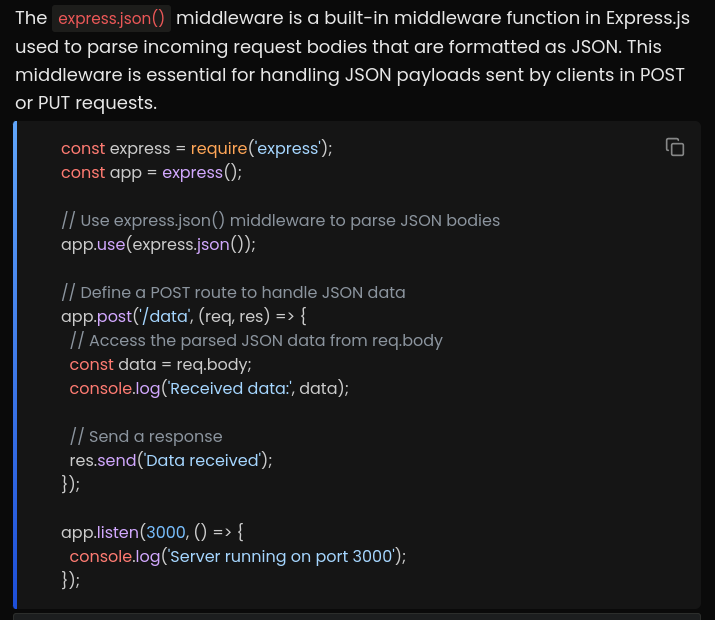 The express.json() middleware is a built-in middleware function in Express.js
used to parse incoming request bodies that are formatted as JSON. This
middleware is essential for handling JSON payloads sent by clients in POST
or PUT requests.
const express = require('express');
const app = express();
// Use express.json() middleware to parse JSON bodies
app.use(express.json());
// Define a POST route to handle JSON data
app.post('/data', (req, res) => {
// Access the parsed JSON data from req.body
const data = req.body;
console.log('Received data:', data);
// Send a response
res.send('Data received');
});
app.listen(3000, () => {
console.log('Server running on port 3000');
});